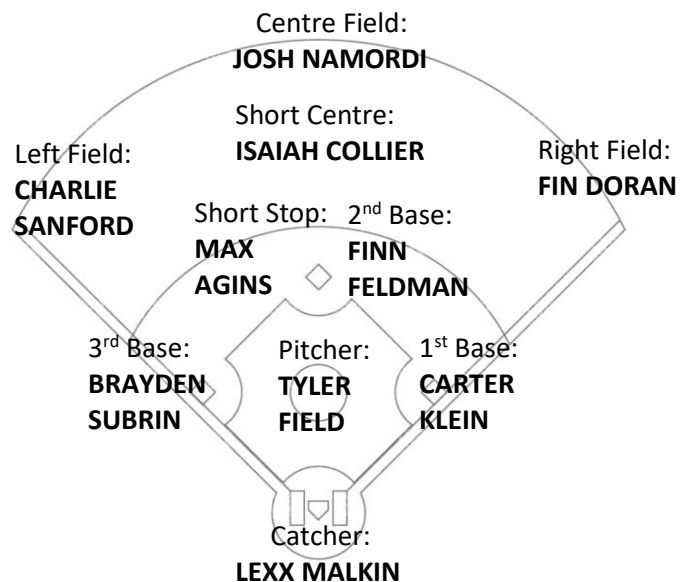 Centre Field:
JOSH NAMORDI
Short Centre:
ISAIAH COLLIER
Left Field:
CHARLIE
SANFORD
Right Field:
FIN DORAN
Short Stop:
MAX
AGINS
2nd Base:
FINN
FELDMAN
3rd Base:
BRAYDEN
SUBRIN
Pitcher:
TYLER
FIELD
1st Base:
CARTER
KLEIN
Catcher:
LEXX MALKIN